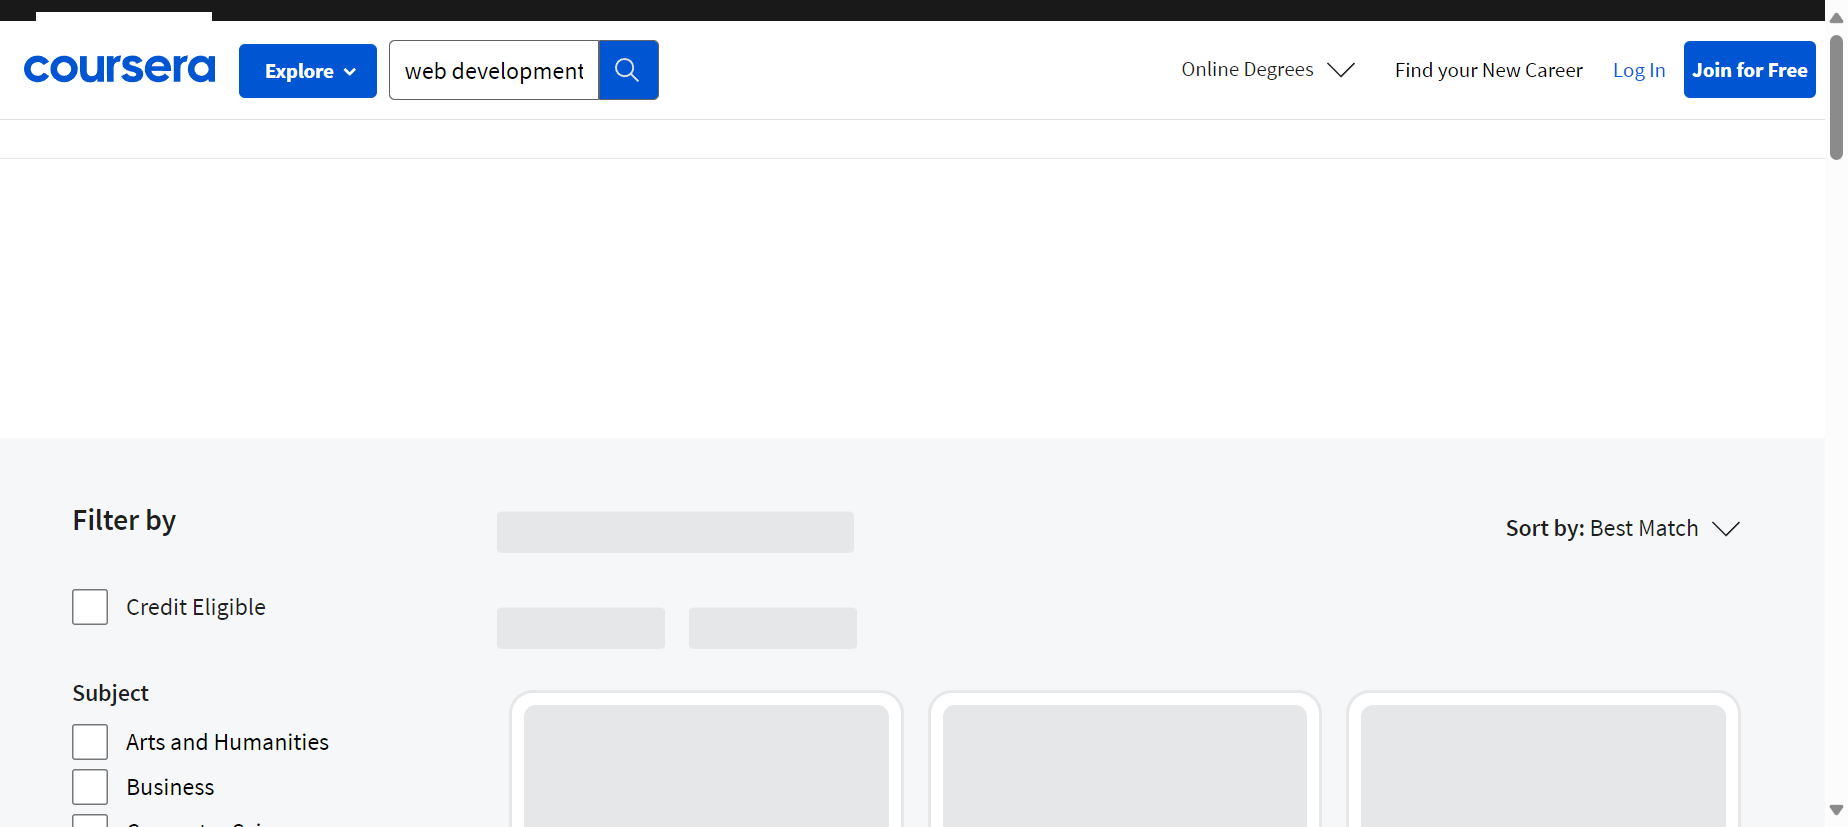 coursera
Explore
web development
Online Degrees
Find your New Career
Log In
Join for Free
Filter by
Sort by: Best Match
Credit Eligible
Subject
Arts and Humanities
Business